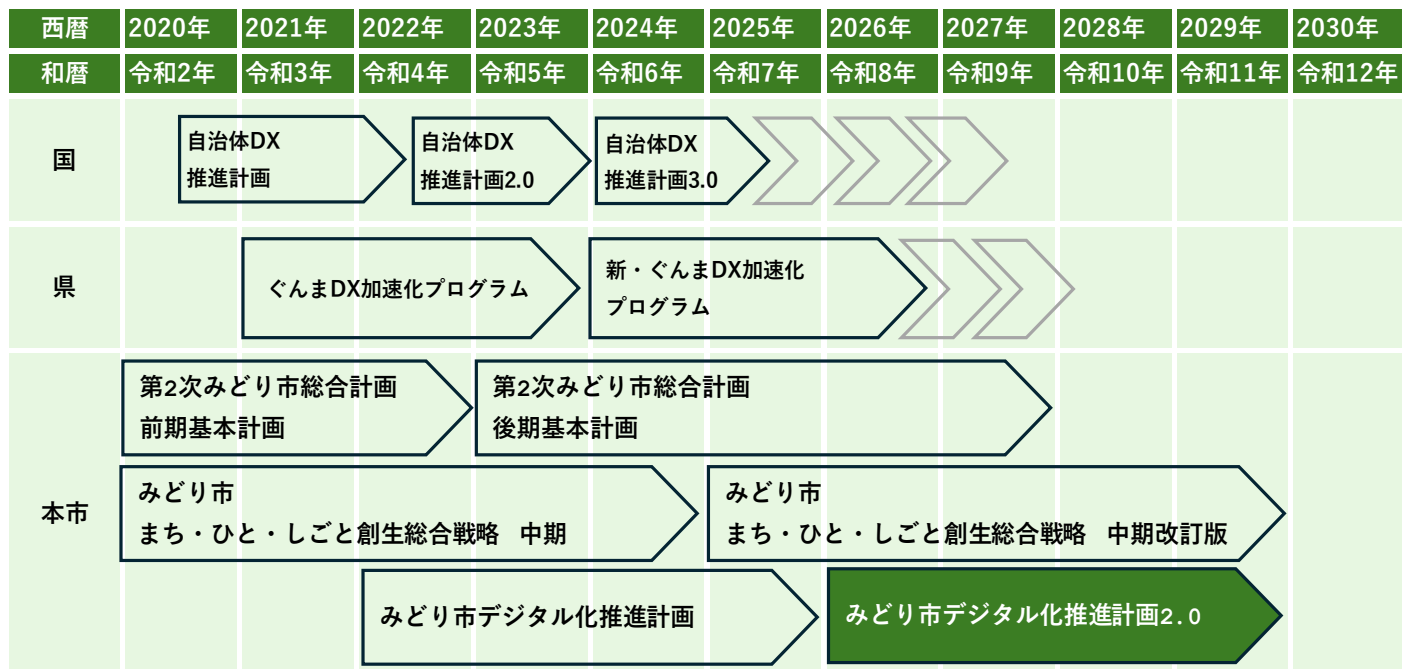 西暦 2020年 2021年 2022年 2023年 2024年 2025年 2026年 2027年 2028年 2029年 2030年
和暦 令和2年 令和3年 令和4年 令和5年 令和6年 令和7年 令和8年 令和9年 令和10年 令和11年 令和12年
国
自治体DX
推進計画
自治体DX
推進計画2.0
自治体DX
推進計画3.0
県
ぐんまDX加速化プログラム
新・ぐんまDX加速化
プログラム
本市
第2次みどり市総合計画
前期基本計画
第2次みどり市総合計画
後期基本計画
みどり市
まち・ひと・しごと創生総合戦略 中期
みどり市
まち・ひと・しごと創生総合戦略 中期改訂版
みどり市デジタル化推進計画
みどり市デジタル化推進計画2.0